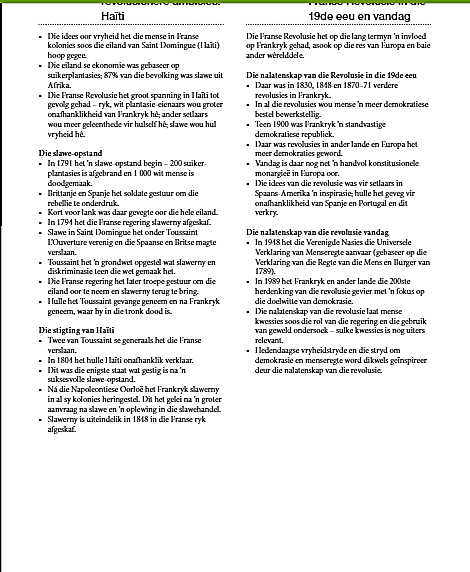 Haïti
• Die idees oor vryheid het die mense in Franse
kolonies soos die eiland van Saint Domingue (Haïti)
hoop gegee.
• Die eiland se ekonomie was gebaseer op
suikerplantasies; 87% van die bevolking was slawe uit
Afrika.
• Die Franse Revolusie het groot spanning in Haïti tot
gevolg gehad – ryk, wit plantasie-eienaars wou groter
onafhanklikheid van Frankryk hê; ander setlaars
wou meer geleenthede vir hulself hê; slawe wou hul
vryheid hê.
Die slawe-opstand
• In 1791 het 'n slawe-opstand begin – 200 suiker-
plantasies is afgebrand en 1 000 wit mense is
doodgemaak.
• Brittanje en Spanje het soldate gestuur om die
rebellie te onderdruk.
• Kort voor lank was daar gevegte oor die hele eiland.
• In 1794 het die Franse regering slawerny afgeskaf.
• Slawe in Saint Domingue het onder Toussaint
L'Ouverture verenig en die Spaanse en Britse magte
verslaan.
• Toussaint het 'n grondwet opgestel wat slawerny en
diskriminasie teen die wet gemaak het.
• Die Franse regering het later troepe gestuur om die
eiland oor te neem en slawerny terug te bring.
• Hulle het Toussaint gevange geneem en na Frankryk
geneem, waar hy in die tronk dood is.
Die stigting van Haïti
• Twee van Toussaint se generaals het die Franse
verslaan.
• In 1804 het hulle Haïti onafhanklik verklaar.
• Dit was die enigste staat wat gestig is na 'n
suksesvolle slawe-opstand.
• Ná die Napoleontiese Oorloë het Frankryk slawerny
in al sy kolonies heringestel. Dit het gelei na 'n groter
aanvraag na slawe en 'n oplewing in die slawehandel.
• Slawerny is uiteindelik in 1848 in die Franse ryk
afgeskaf.
19de eeu en vandag
Die Franse Revolusie het op die lang termyn 'n invloed
op Frankryk gehad, asook op die res van Europa en baie
ander wêrelddele.
Die nalatenskap van die Revolusie in die 19de eeu
• Daar was in 1830, 1848 en 1870–71 verdere
revolusies in Frankryk.
• In al die revolusies wou mense 'n meer demokratiese
bestel bewerkstellig.
• Teen 1900 was Frankryk 'n standvastige
demokratiese republiek.
• Daar was revolusies in ander lande en Europa het
meer demokraties geword.
• Vandag is daar nog net 'n handvol konstitusionele
monargieë in Europa oor.
• Die idees van die revolusie was vir setlaars in
Spaans-Amerika 'n inspirasie; hulle het geveg vir
onafhanklikheid van Spanje en Portugal en dit
verkry.
Die nalatenskap van die revolusie vandag
• In 1948 het die Verenigde Nasies die Universele
Verklaring van Menseregte aanvaar (gebaseer op die
Verklaring van die Regte van die Mens en Burger van
1789).
• In 1989 het Frankryk en ander lande die 200ste
herdenking van die revolusie gevier met 'n fokus op
die doelwitte van demokrasie.
• Die nalatenskap van die revolusie laat mense
kwessies soos die rol van die regering en die gebruik
van geweld ondersoek – sulke kwessies is nog uiters
relevant.
• Hedendaagse vryheidstryde en die stryd om
demokrasie en menseregte word dikwels geïnspireer
deur die nalatenskap van die revolusie.